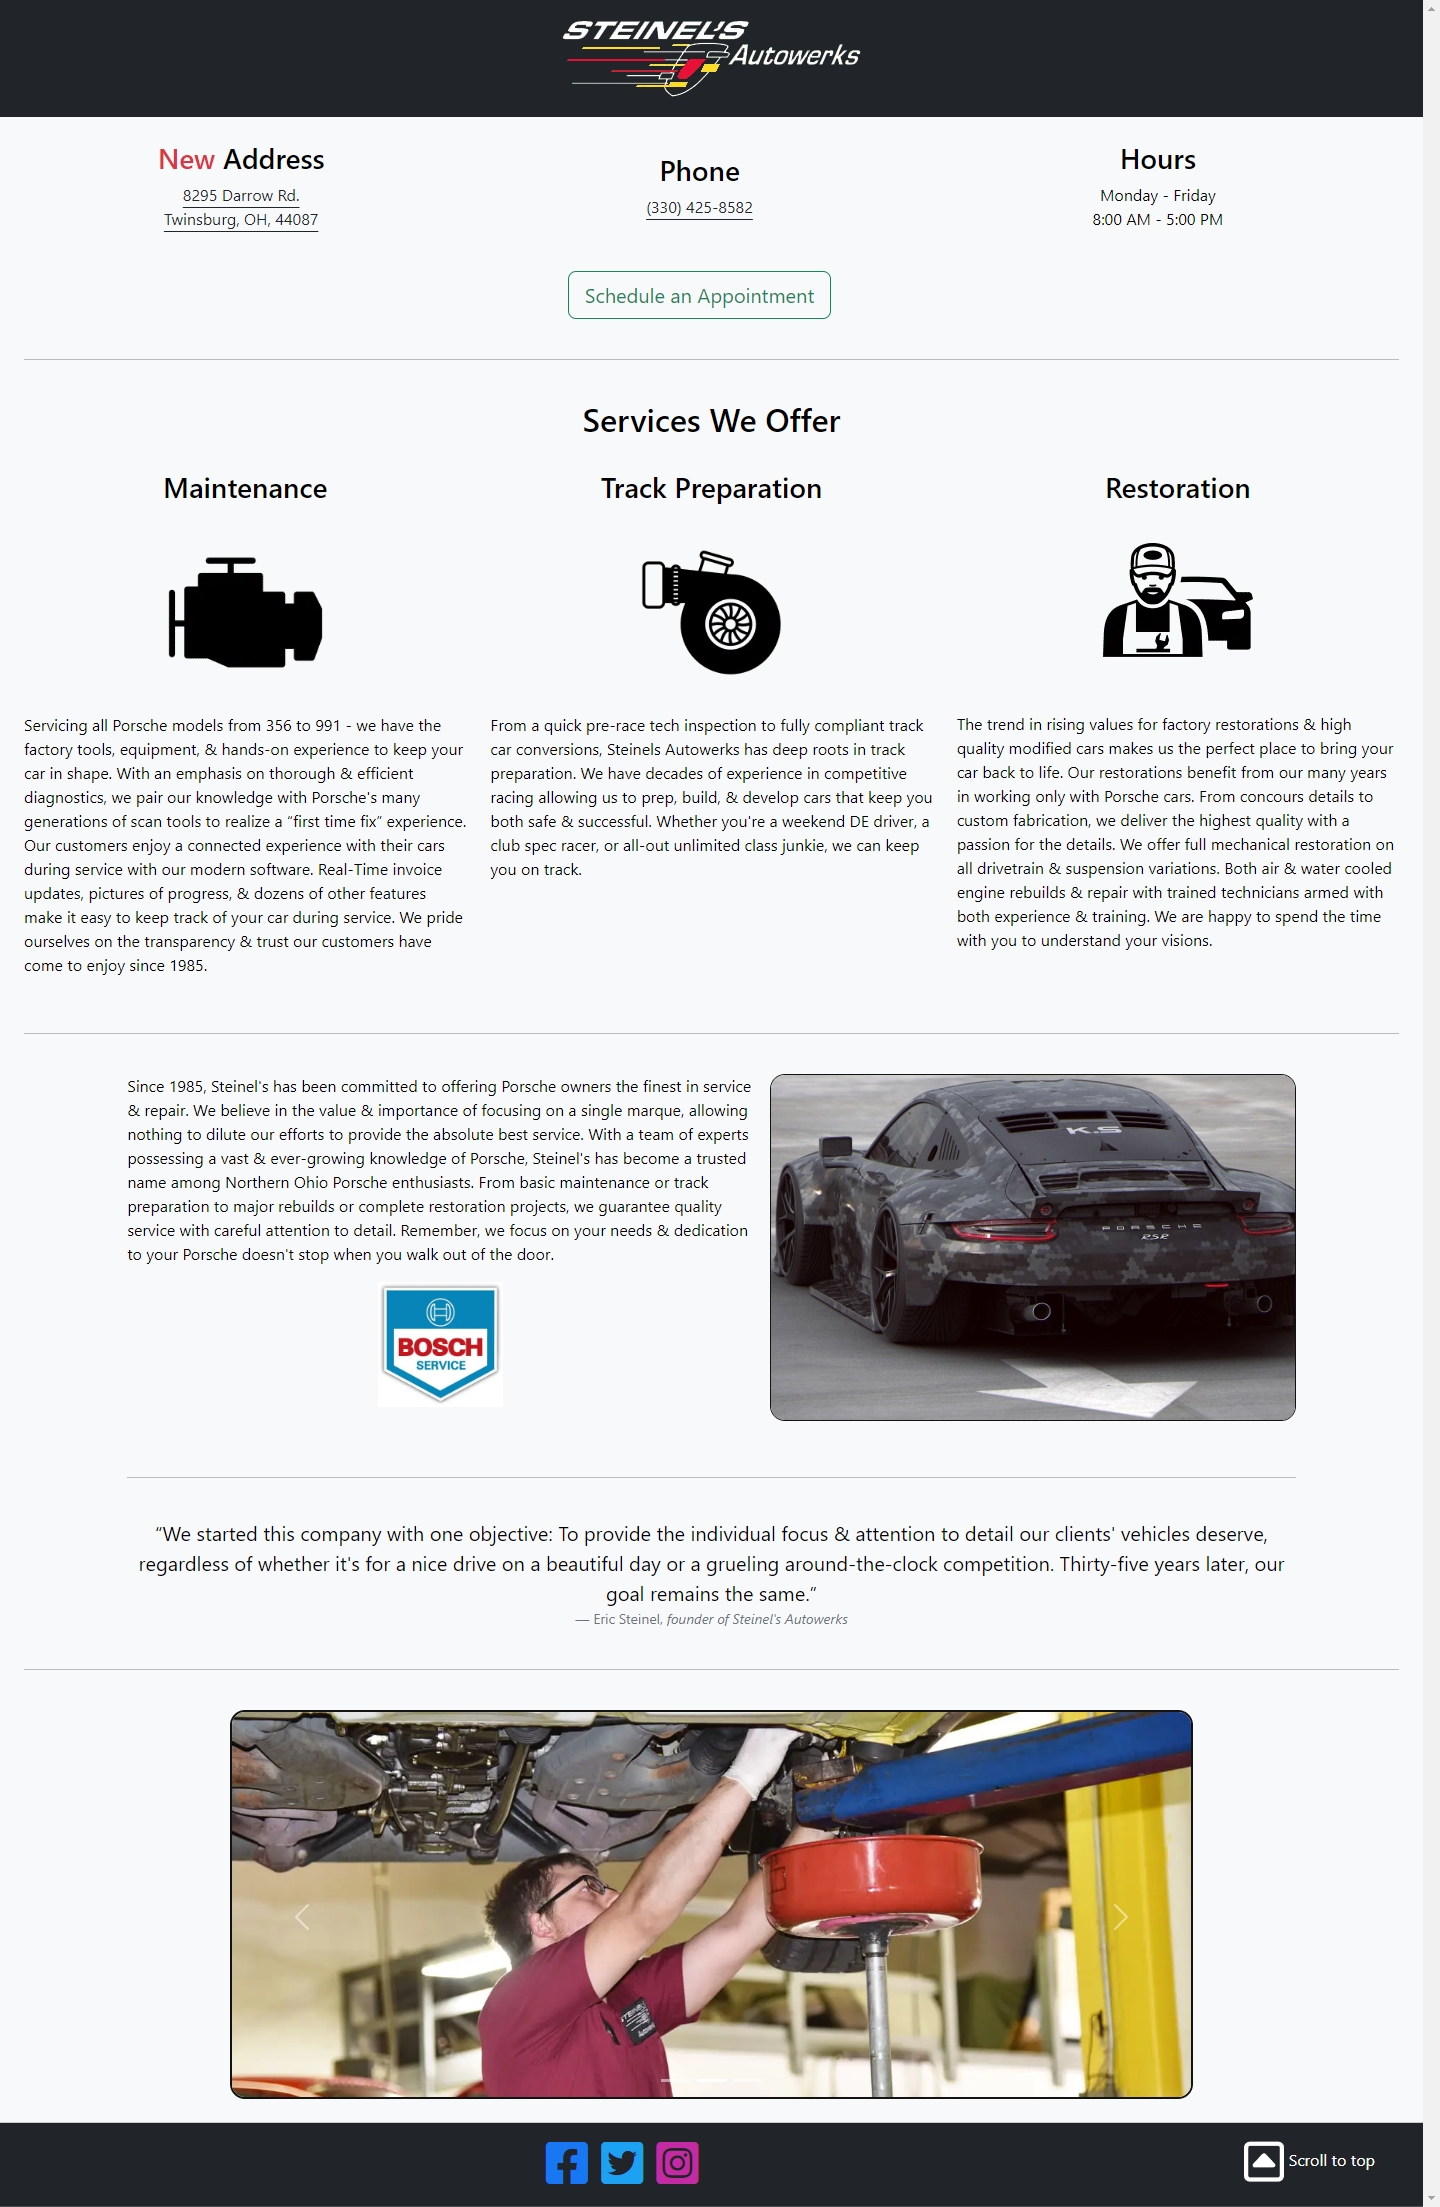 STEINEL'S
Autowerks
New Address
8295 Darrow Rd.
Twinsburg, OH, 44087
Phone
(330) 425-8582
Hours
Monday - Friday
8:00 AM - 5:00 PM
Schedule an Appointment
Services We Offer
Maintenance
Servicing all Porsche models from 356 to 991 - we have the
factory tools, equipment, & hands-on experience to keep your
car in shape. With an emphasis on thorough & efficient
diagnostics, we pair our knowledge with Porsche's many
generations of scan tools to realize a “first time fix” experience.
Our customers enjoy a connected experience with their cars
during service with our modern software. Real-Time invoice
updates, pictures of progress, & dozens of other features
make it easy to keep track of your car during service. We pride
ourselves on the transparency & trust our customers have
come to enjoy since 1985.
Track Preparation
From a quick pre-race tech inspection to fully compliant track
car conversions, Steinels Autowerks has deep roots in track
preparation. We have decades of experience in competitive
racing allowing us to prep, build, & develop cars that keep you
both safe & successful. Whether you're a weekend DE driver, a
club spec racer, or all-out unlimited class junkie, we can keep
you on track.
Restoration
The trend in rising values for factory restorations & high
quality modified cars makes us the perfect place to bring your
car back to life. Our restorations benefit from our many years
in working only with Porsche cars. From concours details to
custom fabrication, we deliver the highest quality with a
passion for the details. We offer full mechanical restoration on
all drivetrain & suspension variations. Both air & water cooled
engine rebuilds & repair with trained technicians armed with
both experience & training. We are happy to spend the time
with you to understand your visions.
Since 1985, Steinel's has been committed to offering Porsche owners the finest in service
& repair. We believe in the value & importance of focusing on a single marque, allowing
nothing to dilute our efforts to provide the absolute best service. With a team of experts
possessing a vast & ever-growing knowledge of Porsche, Steinel's has become a trusted
name among Northern Ohio Porsche enthusiasts. From basic maintenance or track
preparation to major rebuilds or complete restoration projects, we guarantee quality
service with careful attention to detail. Remember, we focus on your needs & dedication
to your Porsche doesn't stop when you walk out of the door.
BOSCH
SERVICE
K.S
PORSCHE
RSR
“We started this company with one objective: To provide the individual focus & attention to detail our clients' vehicles deserve,
regardless of whether it's for a nice drive on a beautiful day or a grueling around-the-clock competition. Thirty-five years later, our
goal remains the same.”
— Eric Steinel, founder of Steinel's Autowerks
STEINEL'S
Scroll to top